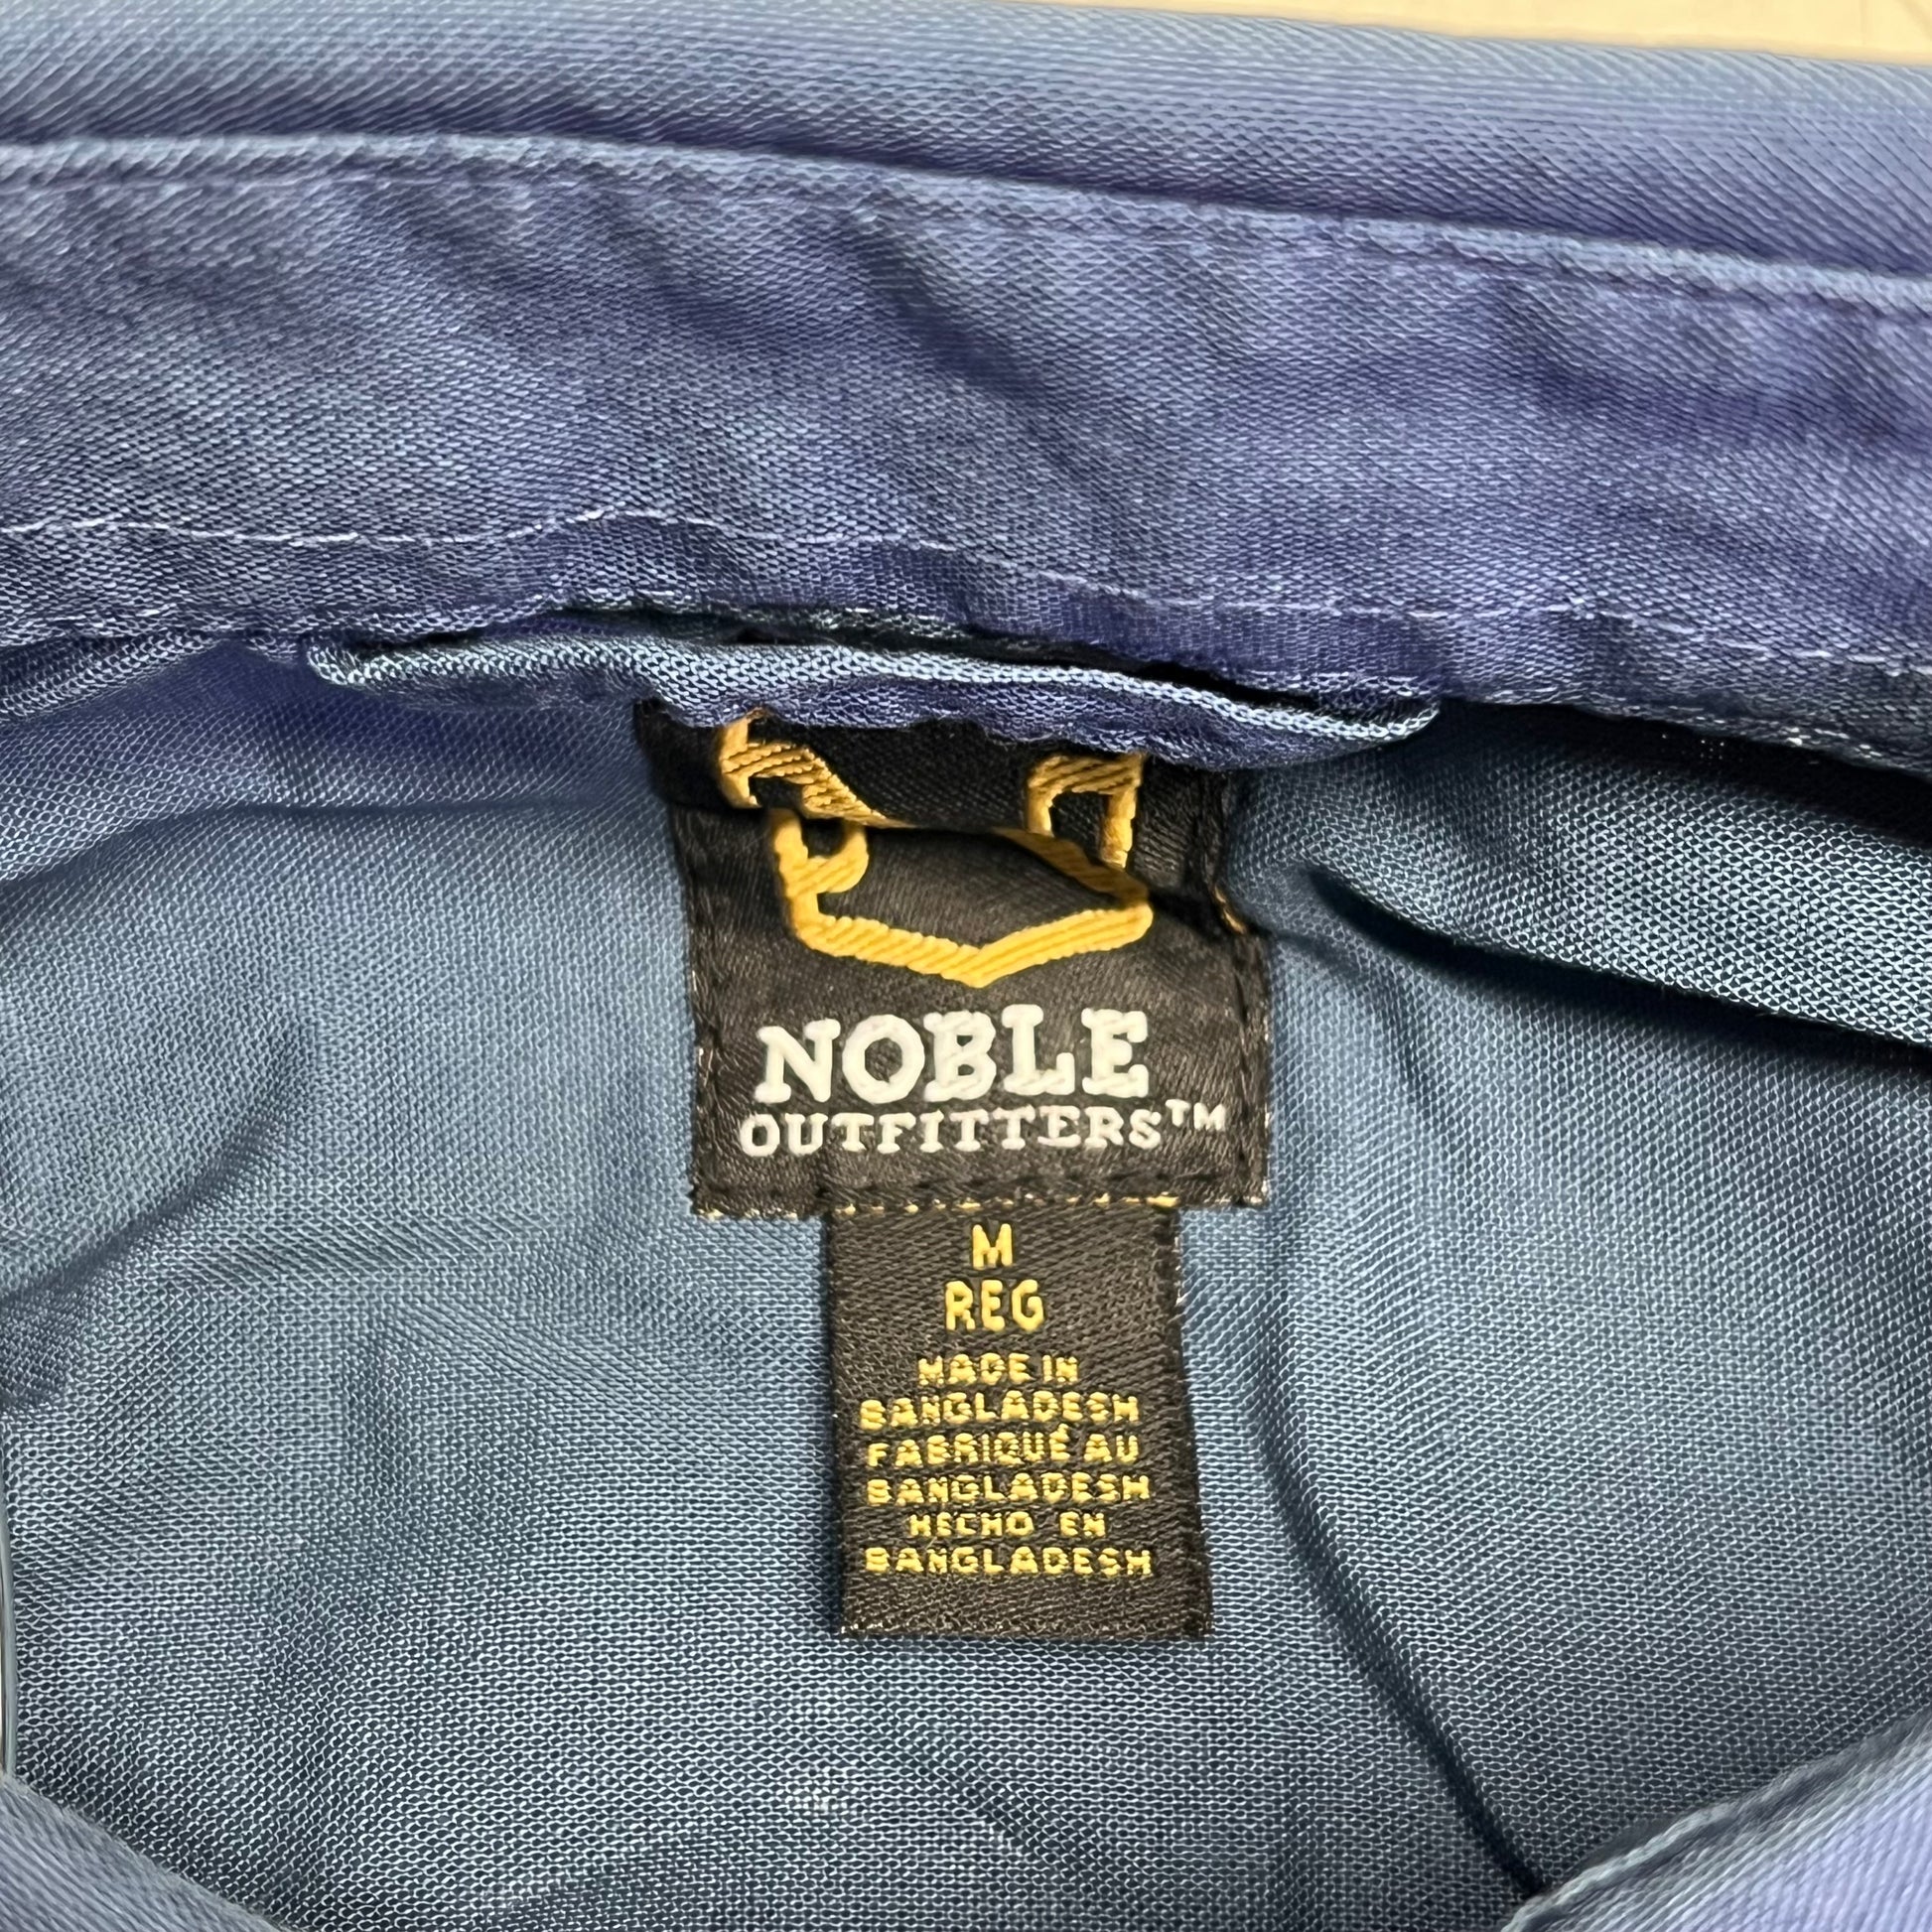 NOBLE
OUTFITTERS™
M
REG
MADE IN
BANGLADESH
FABRIQUÉ AU
BANGLADESH
HECHO EN
BANGLADESH